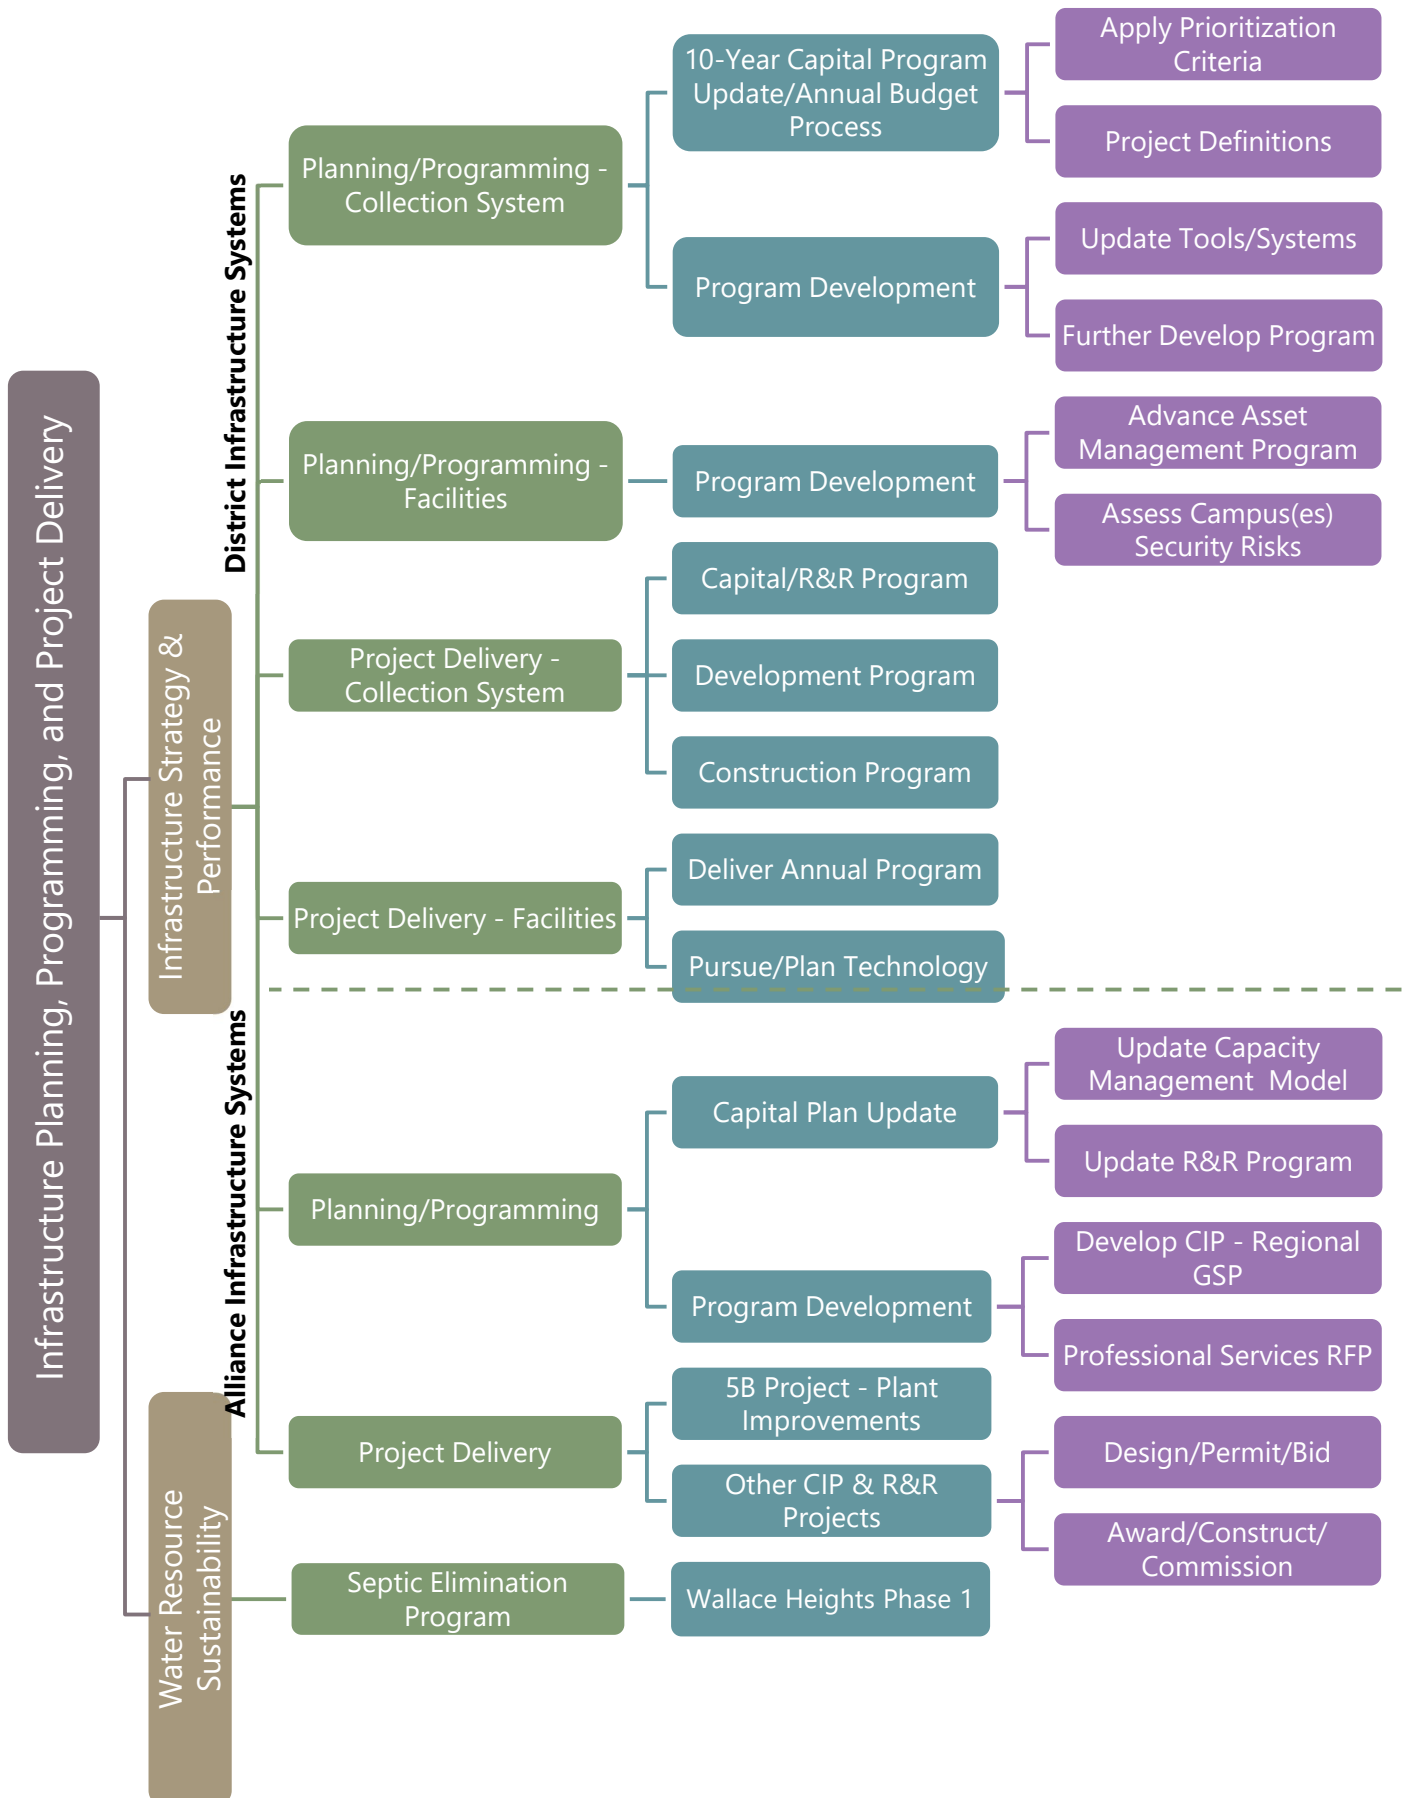 Infrastructure Planning, Programming, and Project Delivery
Infrastructure Strategy &
Performance
District Infrastructure Systems
Planning/Programming -
Collection System
10-Year Capital Program
Update/Annual Budget
Process
Apply Prioritization
Criteria
Project Definitions
Program Development
Update Tools/Systems
Further Develop Program
Planning/Programming -
Facilities
Program Development
Advance Asset
Management Program
Assess Campus(es)
Security Risks
Project Delivery -
Collection System
Capital/R&R Program
Development Program
Construction Program
Project Delivery - Facilities
Deliver Annual Program
Pursue/Plan Technology
Alliance Infrastructure Systems
Planning/Programming
Capital Plan Update
Update Capacity
Management  Model
Update R&R Program
Program Development
Develop CIP - Regional
GSP
Professional Services RFP
Project Delivery
5B Project - Plant
Improvements
Other CIP & R&R
Projects
Design/Permit/Bid
Award/Construct/
Commission
Water Resource
Sustainability
Septic Elimination
Program
Wallace Heights Phase 1